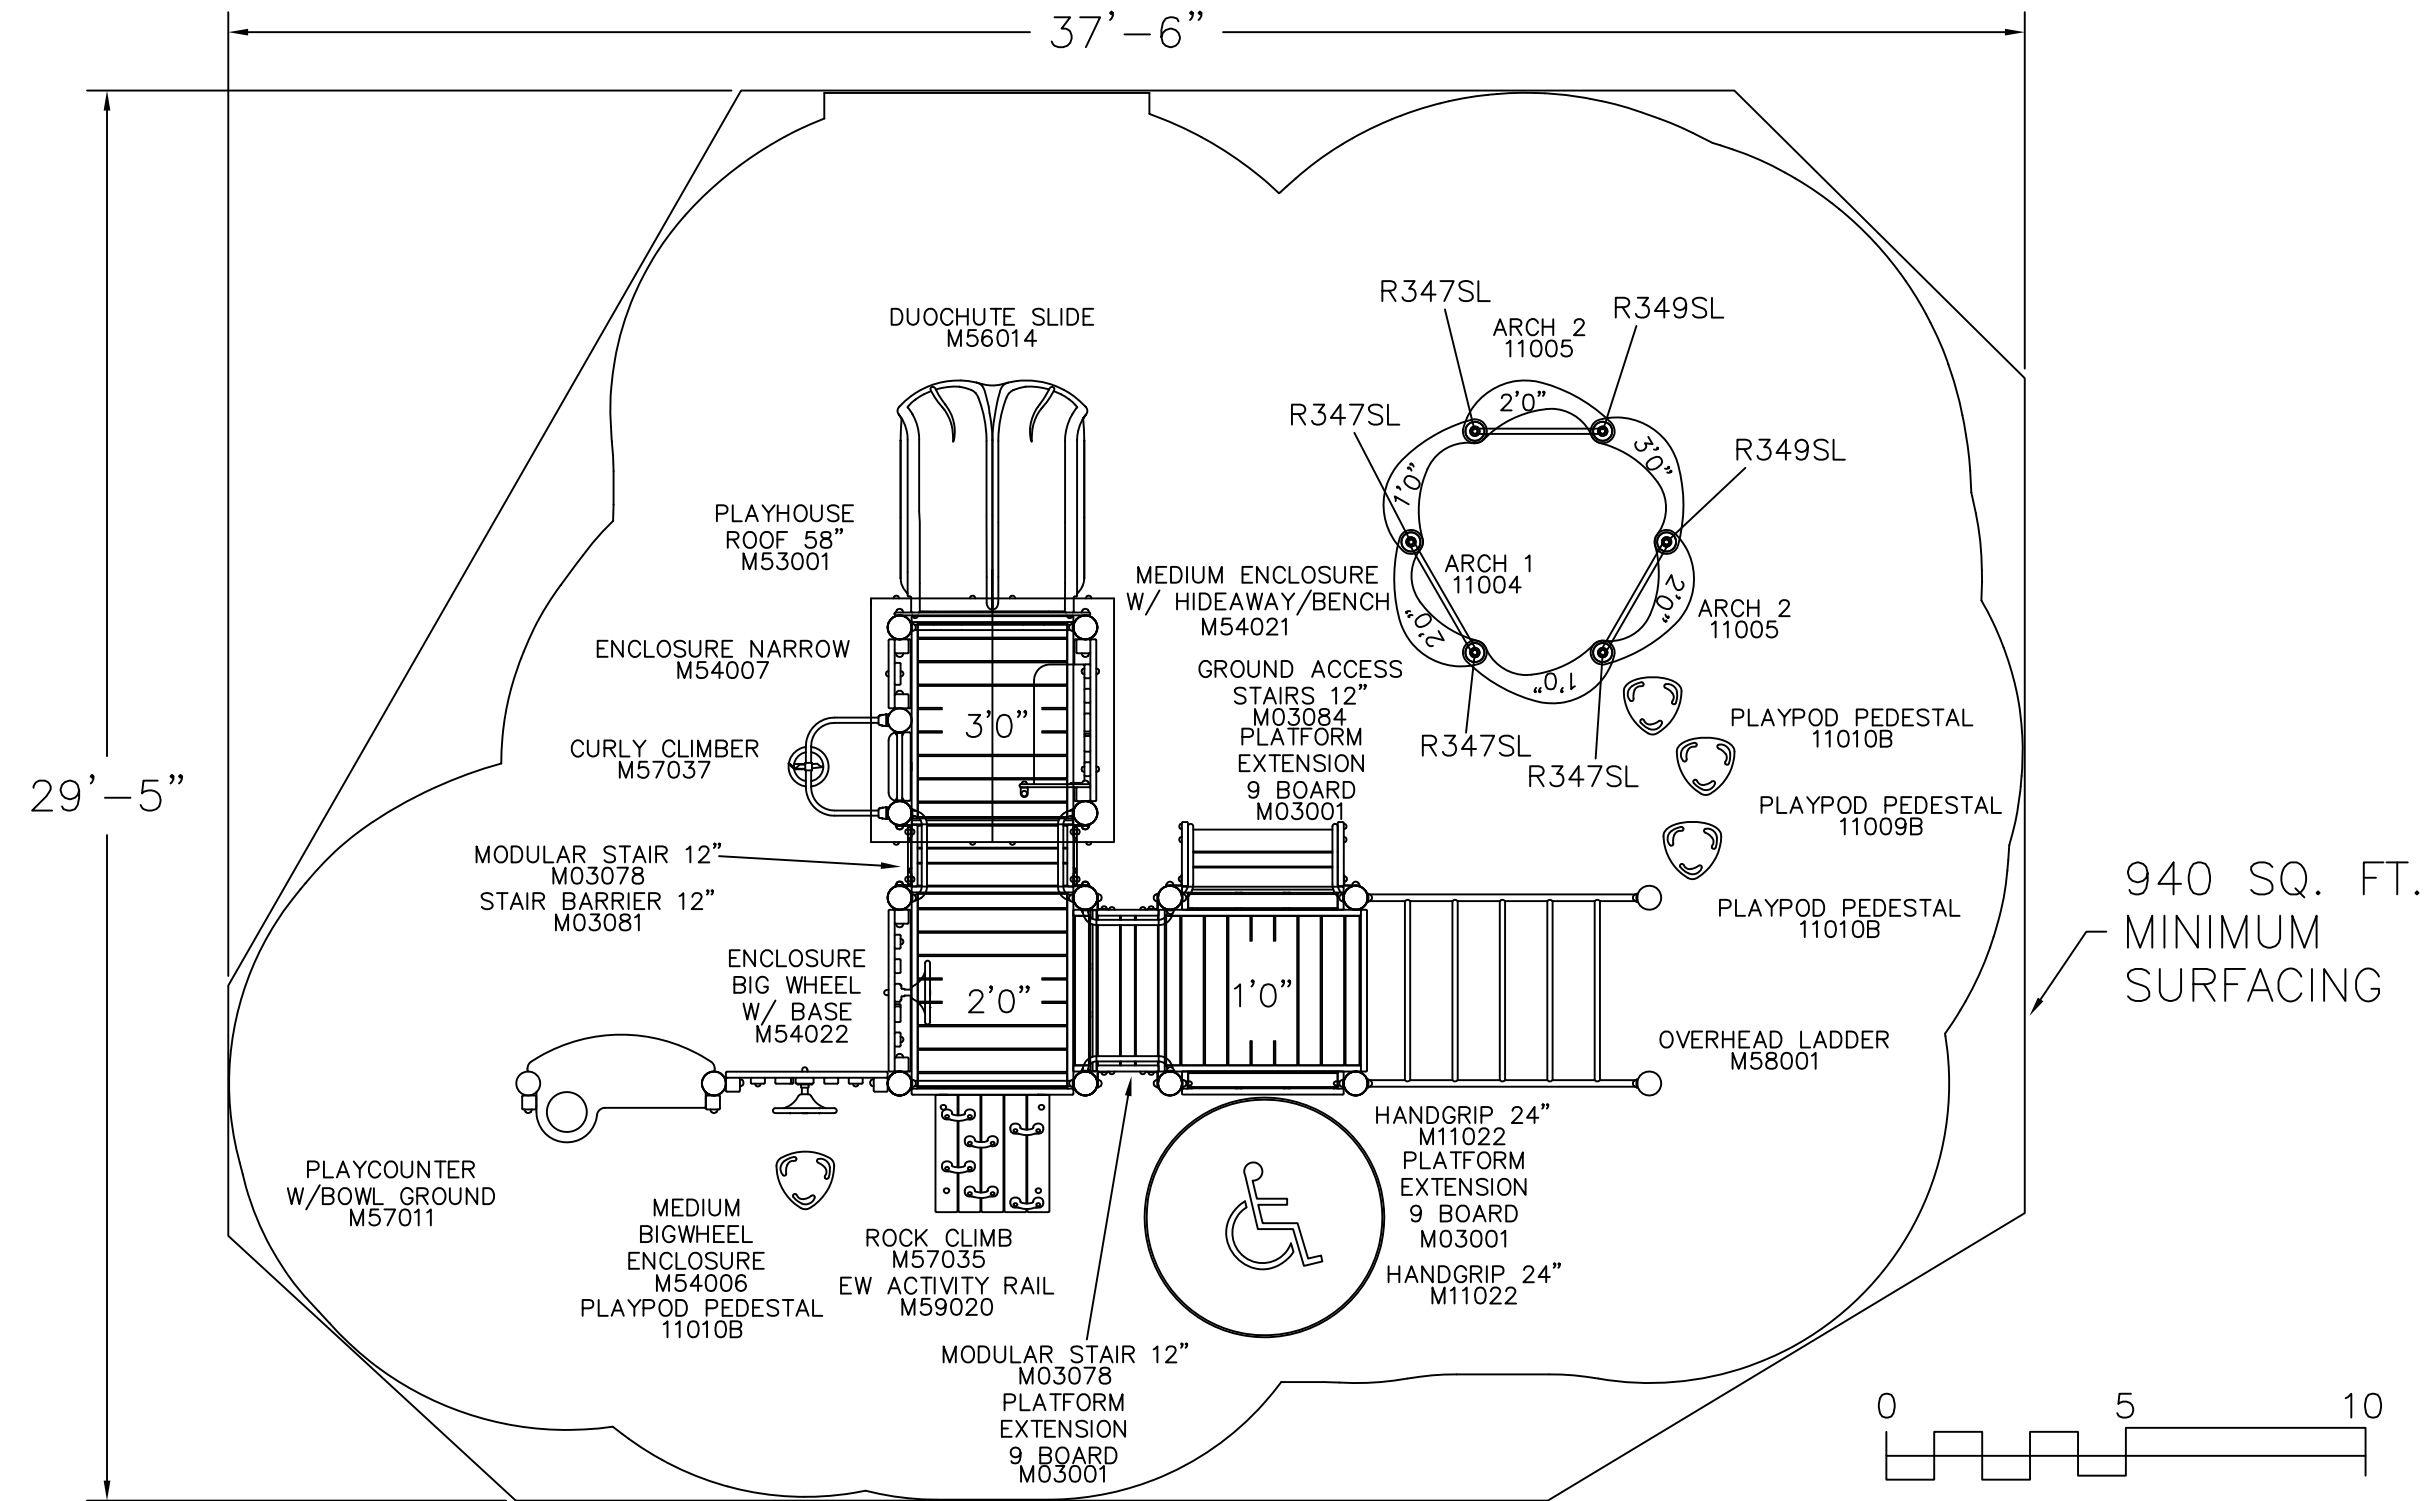 37'-6"
29'-5"
DUOCHUTE SLIDE
M56014
R347SL
R349SL
ARCH 2
11005
2'0"
R347SL
3'0"
R349SL
1'0"
PLAYHOUSE
ROOF 58"
M53001
MEDIUM ENCLOSURE
W/ HIDEAWAY/BENCH
M54021
ARCH 1
11004
2'0"
2'0"
ARCH 2
11005
1'0"
R347SL
R347SL
ENCLOSURE NARROW
M54007
GROUND ACCESS
STAIRS 12"
M03084
PLATFORM
EXTENSION
9 BOARD
M03001
3'0"
CURLY CLIMBER
M57037
PLAYPOD PEDESTAL
11010B
PLAYPOD PEDESTAL
11009B
PLAYPOD PEDESTAL
11010B
MODULAR STAIR 12"
M03078
STAIR BARRIER 12"
M03081
940 SQ. FT.
MINIMUM
SURFACING
ENCLOSURE
BIG WHEEL
W/ BASE
M54022
2'0"
1'0"
OVERHEAD LADDER
M58001
HANDGRIP 24"
M11022
PLATFORM
EXTENSION
9 BOARD
M03001
HANDGRIP 24"
M11022
PLAYCOUNTER
W/BOWL GROUND
M57011
MEDIUM
BIGWHEEL
ENCLOSURE
M54006
PLAYPOD PEDESTAL
11010B
ROCK CLIMB
M57035
EW ACTIVITY RAIL
M59020
MODULAR STAIR 12"
M03078
PLATFORM
EXTENSION
9 BOARD
M03001
0 5 10